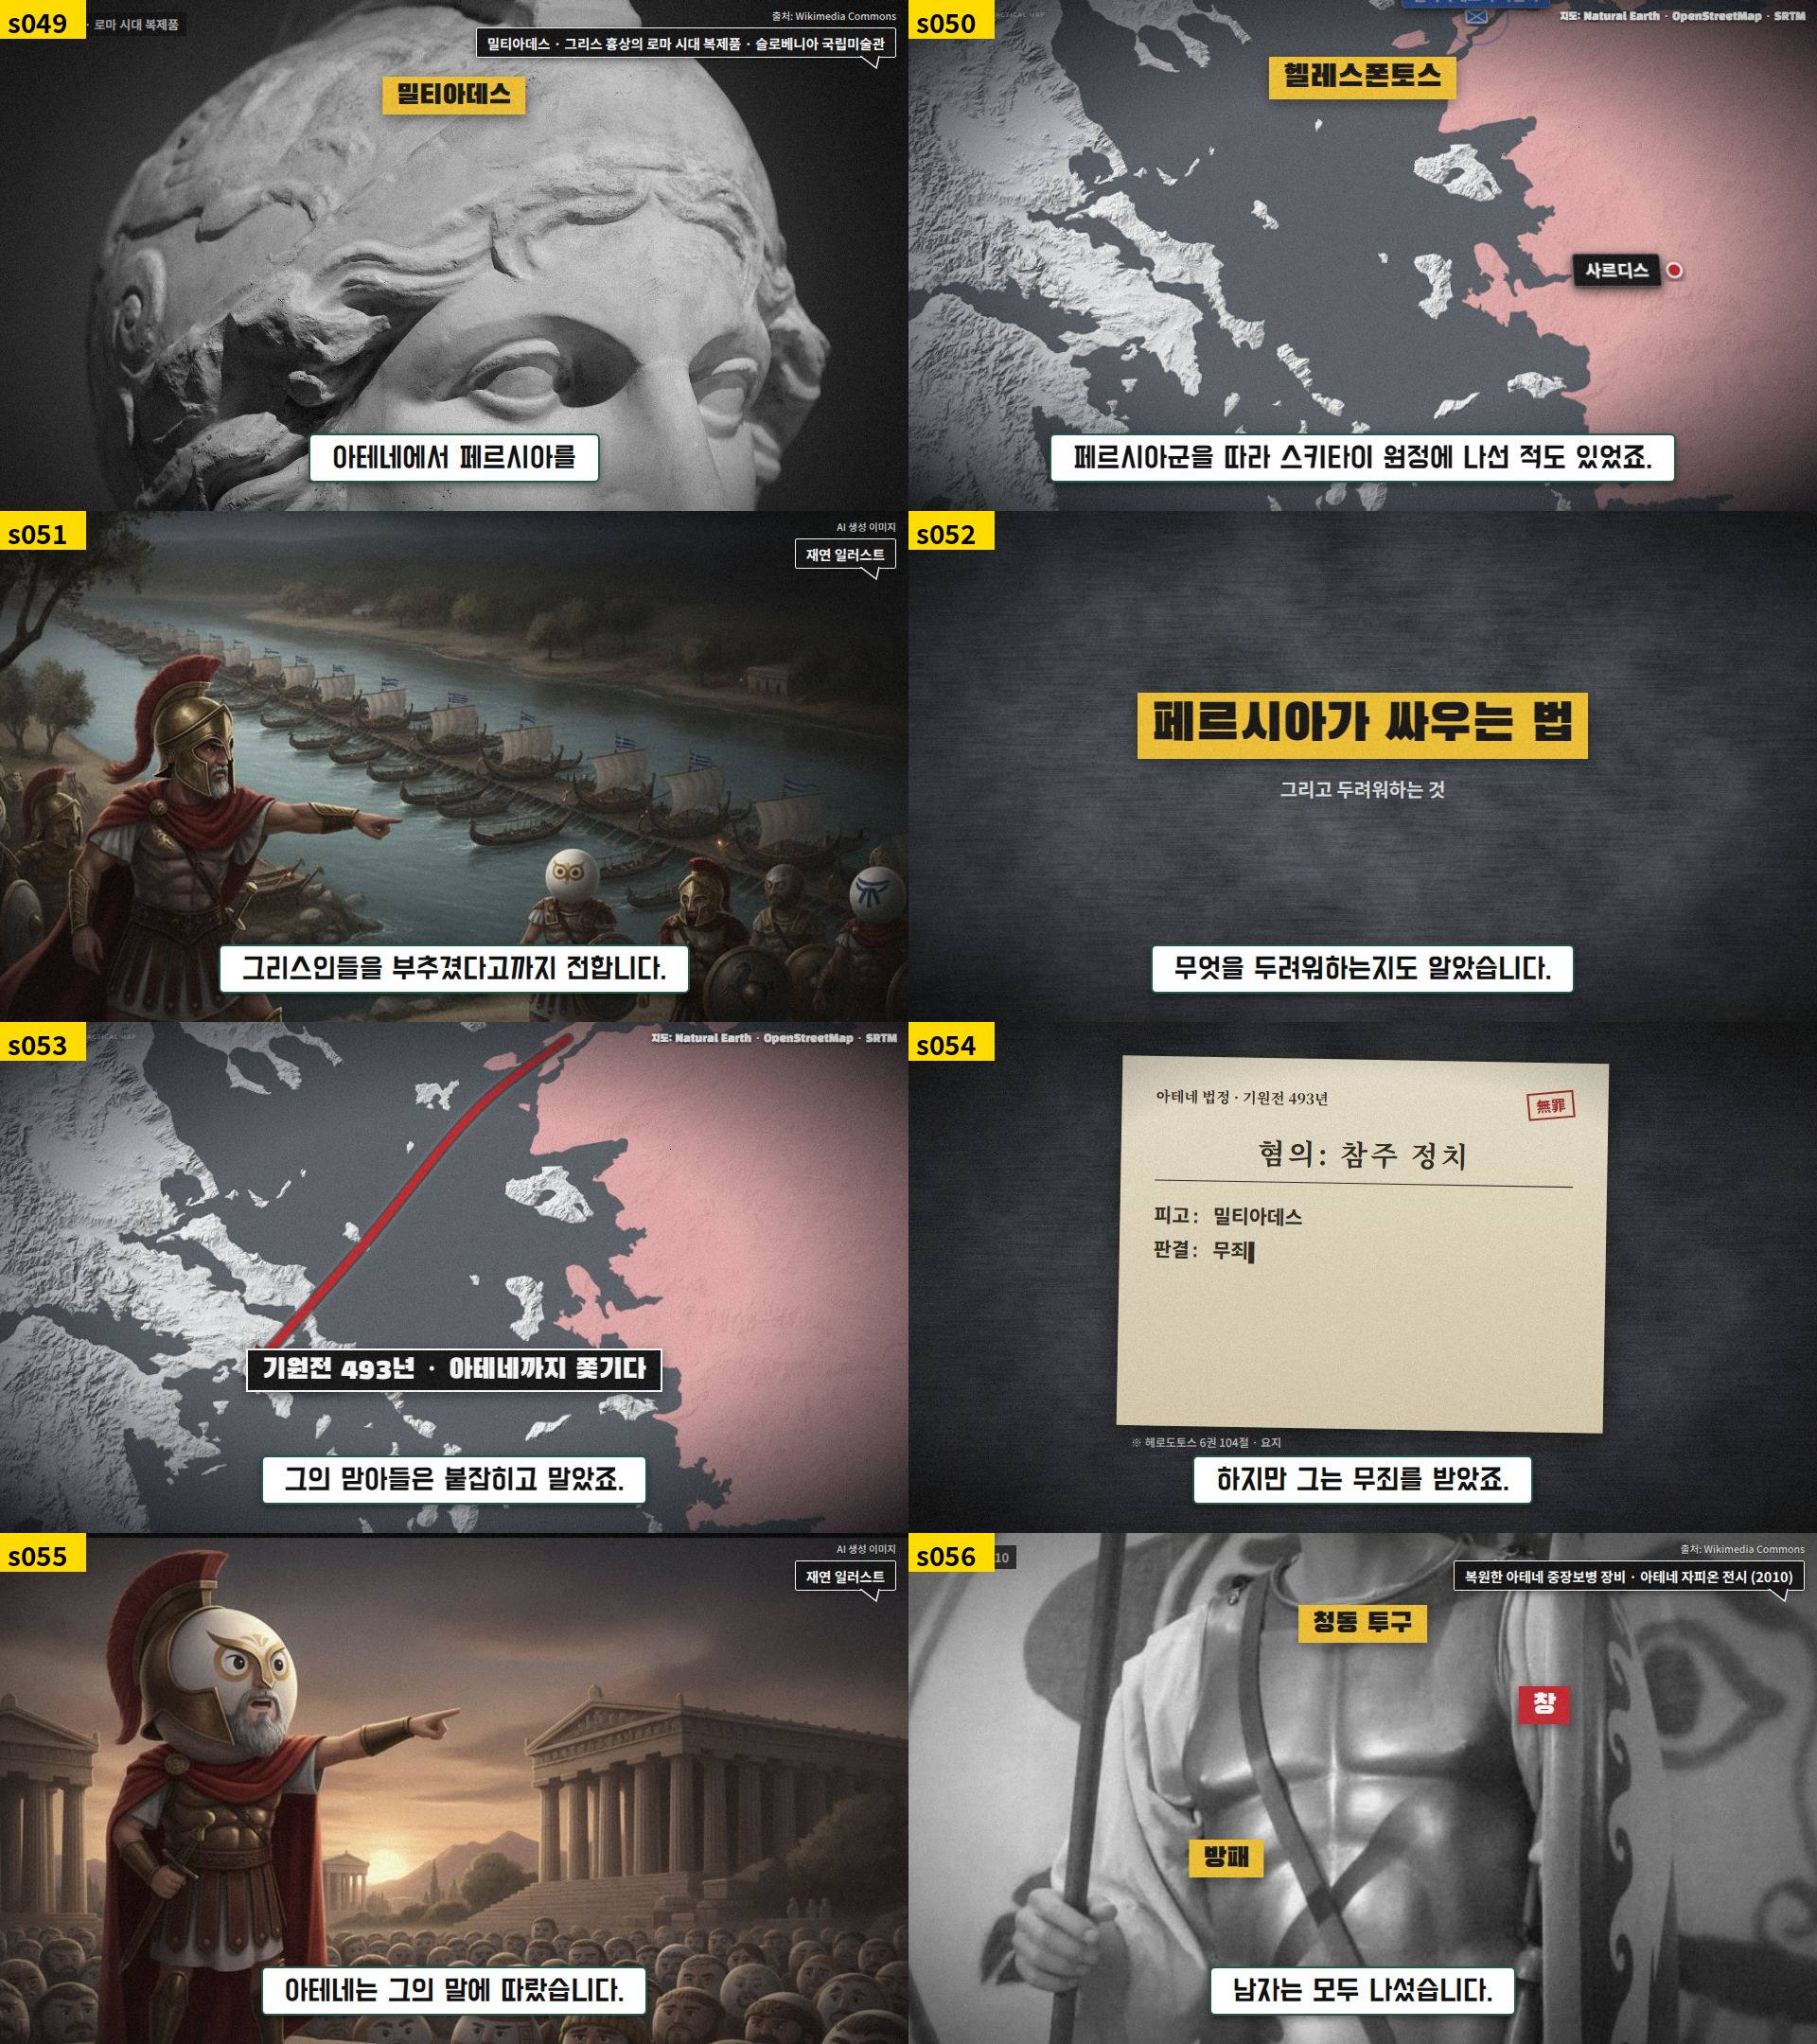 s049
· 로마 시대 복제품
출처: Wikimedia Commons
밀티아데스 · 그리스 흉상의 로마 시대 복제품 · 슬로베니아 국립미술관
밀티아데스
아테네에서 페르시아를
s050
지도: Natural Earth · OpenStreetMap · SRTM
헬레스폰토스
사르디스
페르시아군을 따라 스키타이 원정에 나선 적도 있었죠.
s051
AI 생성 이미지
재연 일러스트
그리스인들을 부추겼다고까지 전합니다.
s052
페르시아가 싸우는 법
그리고 두려워하는 것
무엇을 두려워하는지도 알았습니다.
s053
지도: Natural Earth · OpenStreetMap · SRTM
기원전 493년 · 아테네까지 쫓기다
그의 맏아들은 붙잡히고 말았죠.
s054
아테네 법정 · 기원전 493년
無罪
혐의: 참주 정치
피고: 밀티아데스
판결: 무죄
※ 헤로도토스 6권 104절 · 요지
하지만 그는 무죄를 받았죠.
s055
AI 생성 이미지
재연 일러스트
아테네는 그의 말에 따랐습니다.
s056
10
출처: Wikimedia Commons
복원한 아테네 중장보병 장비 · 아테네 자피온 전시 (2010)
청동 투구
창
방패
남자는 모두 나섰습니다.